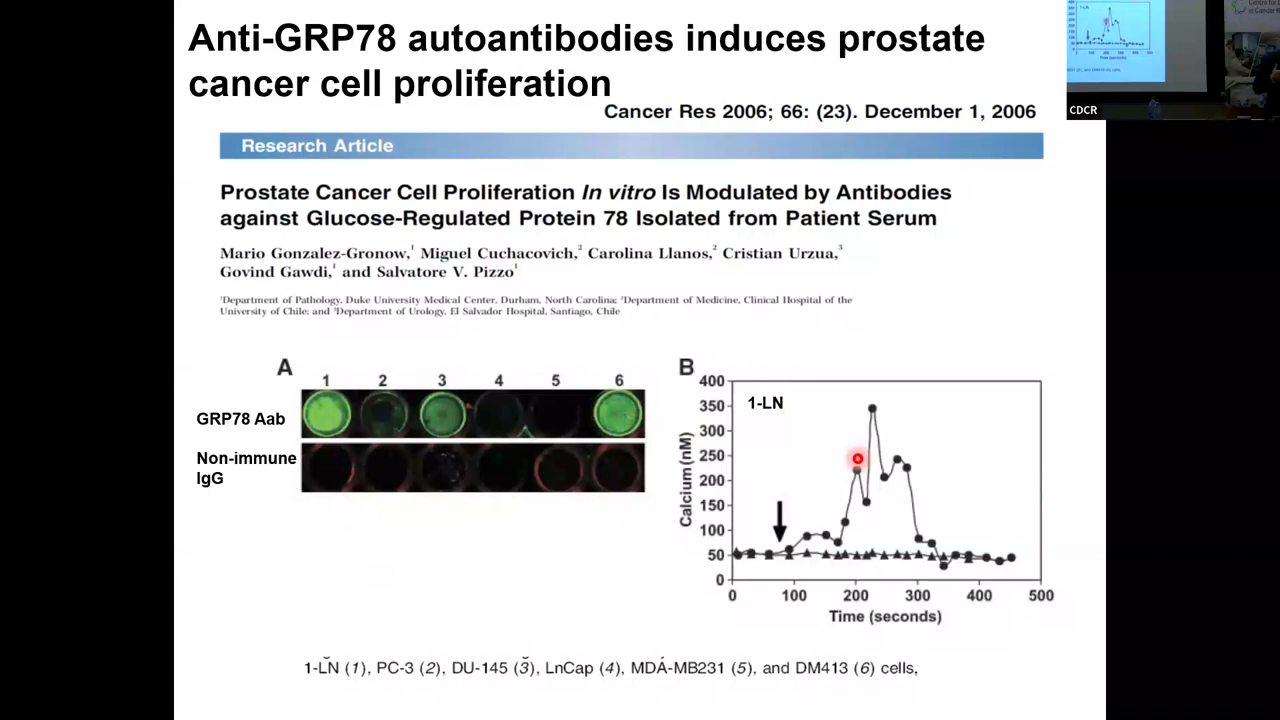 Anti-GRP78 autoantibodies induces prostate
cancer cell proliferation
Cancer Res 2006; 66: (23). December 1, 2006
Research Article
Prostate Cancer Cell Proliferation In vitro Is Modulated by Antibodies
against Glucose-Regulated Protein 78 Isolated from Patient Serum
Mario Gonzalez-Gronow,¹ Miguel Cuchacovich,² Carolina Llanos,² Cristian Urzua,³
Govind Gawdi,¹ and Salvatore V. Pizzo¹
¹Department of Pathology, Duke University Medical Center, Durham, North Carolina; ²Department of Medicine, Clinical Hospital of the
University of Chile; and ³Department of Urology, El Salvador Hospital, Santiago, Chile
A
1 2 3 4 5 6
GRP78 Aab
Non-immune
IgG
B
400
350
300
250
200
150
100
50
0
Calcium (nM)
1-LN
0 100 200 300 400 500
Time (seconds)
1-LN (1), PC-3 (2), DU-145 (3), LnCap (4), MDA-MB231 (5), and DM413 (6) cells,
CDCR